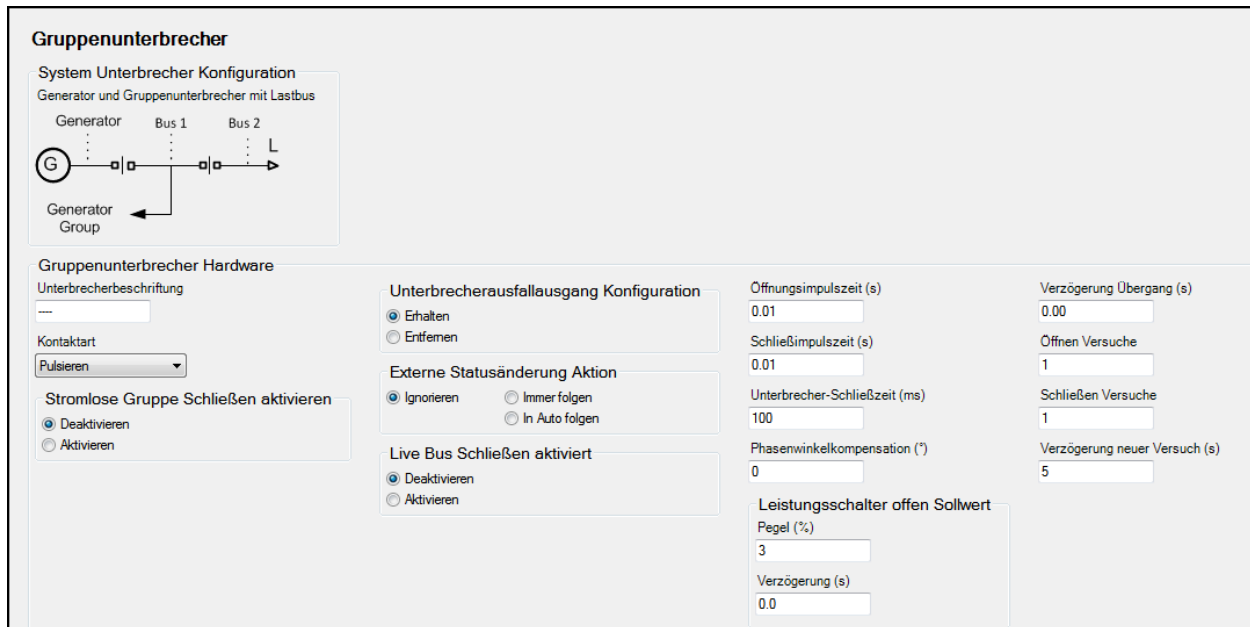 Gruppenunterbrecher
System Unterbrecher Konfiguration
Generator und Gruppenunterbrecher mit Lastbus
Generator
Bus 1
Bus 2
L
G
Generator
Group
Gruppenunterbrecher Hardware
Unterbrecherbeschriftung
---
Kontaktart
Pulsieren
Stromlose Gruppe Schließen aktivieren
Deaktivieren
Aktivieren
Unterbrecherausfallausgang Konfiguration
Erhalten
Entfernen
Externe Statusänderung Aktion
Ignorieren
Immer folgen
In Auto folgen
Live Bus Schließen aktiviert
Deaktivieren
Aktivieren
Öffnungsimpulszeit (s)
0.01
Schließimpulszeit (s)
0.01
Unterbrecher-Schließzeit (ms)
100
Phasenwinkelkompensation (°)
0
Leistungsschalter offen Sollwert
Pegel (%)
3
Verzögerung (s)
0.0
Verzögerung Übergang (s)
0.00
Öffnen Versuche
1
Schließen Versuche
1
Verzögerung neuer Versuch (s)
5